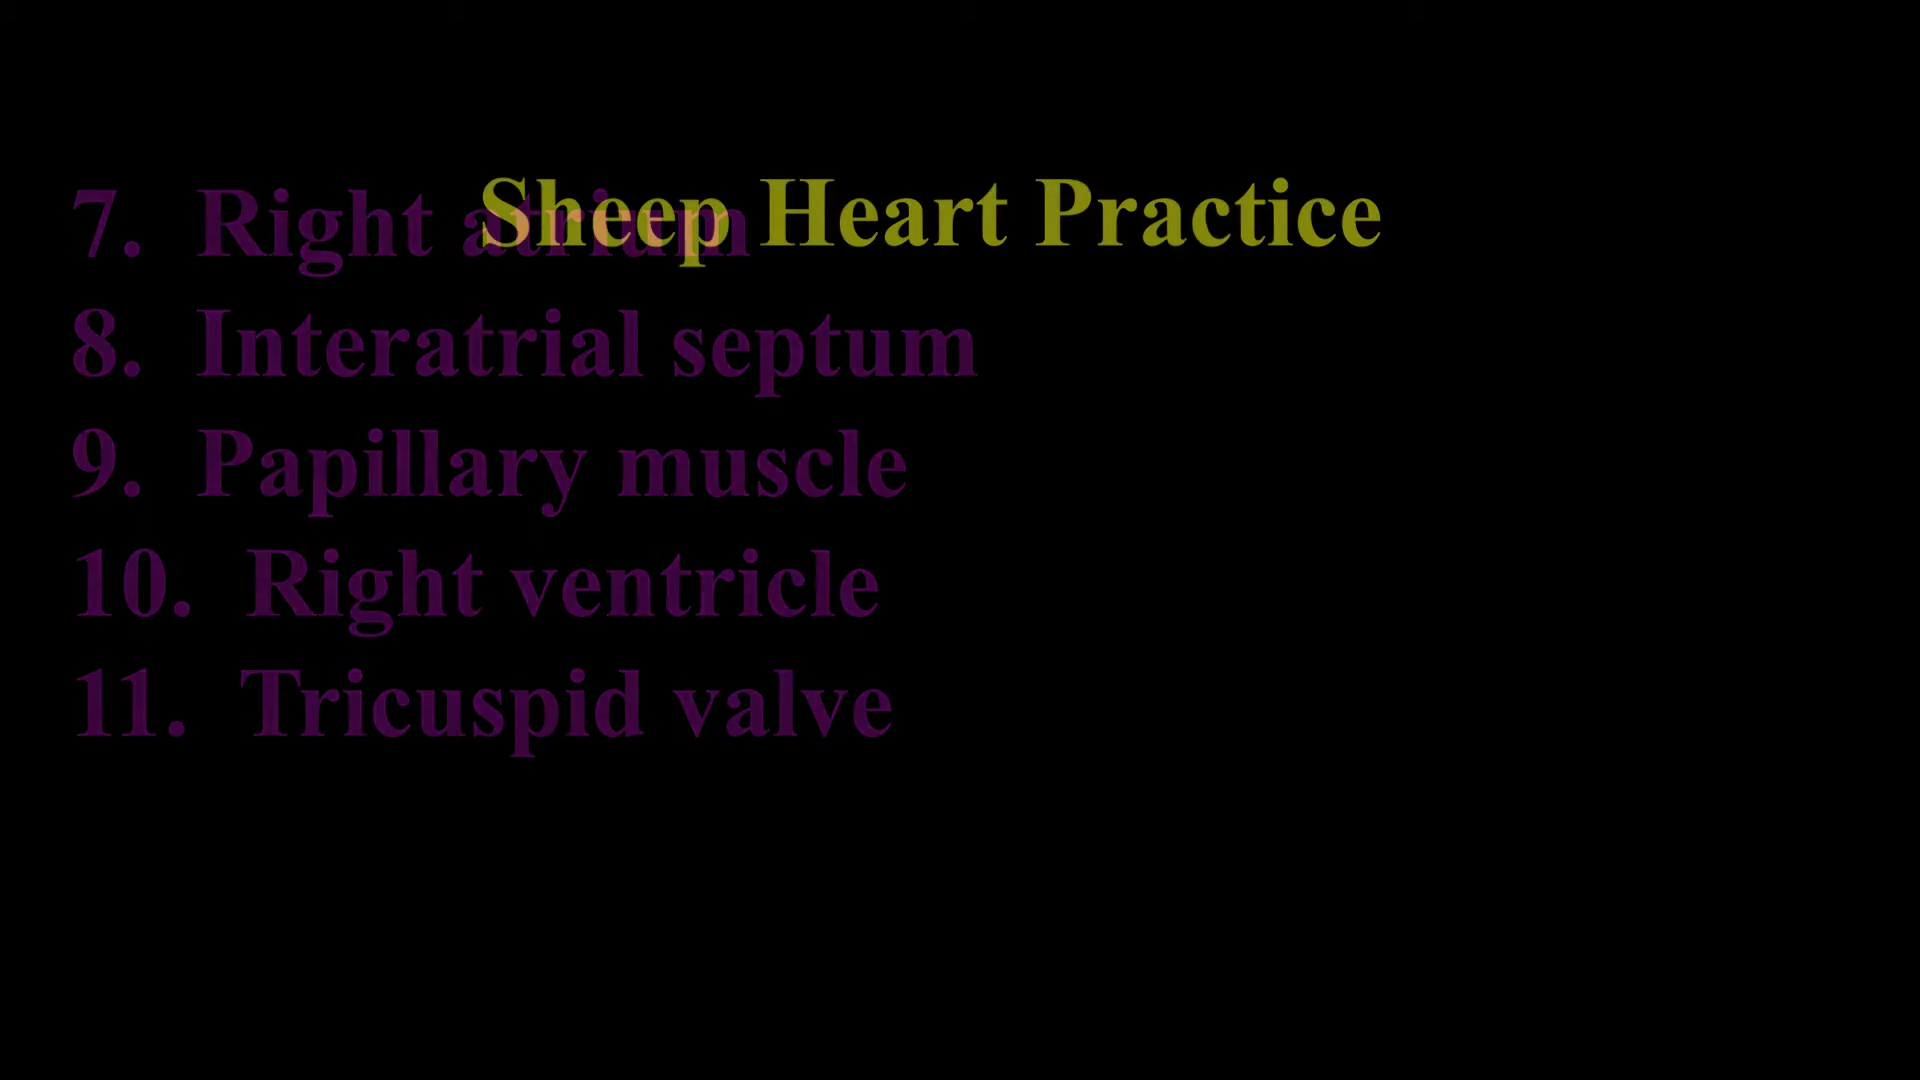 Sheep Heart Practice
7. Right atrium
8. Interatrial septum
9. Papillary muscle
10. Right ventricle
11. Tricuspid valve